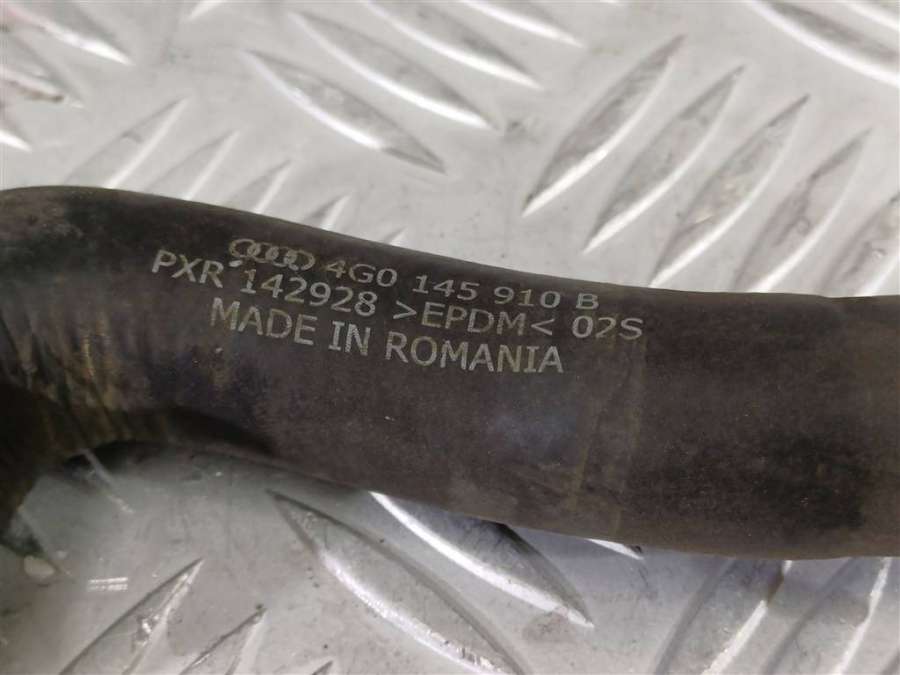 4G0 145 910 B
PXR 142928 >EPDM< 02S
MADE IN ROMANIA